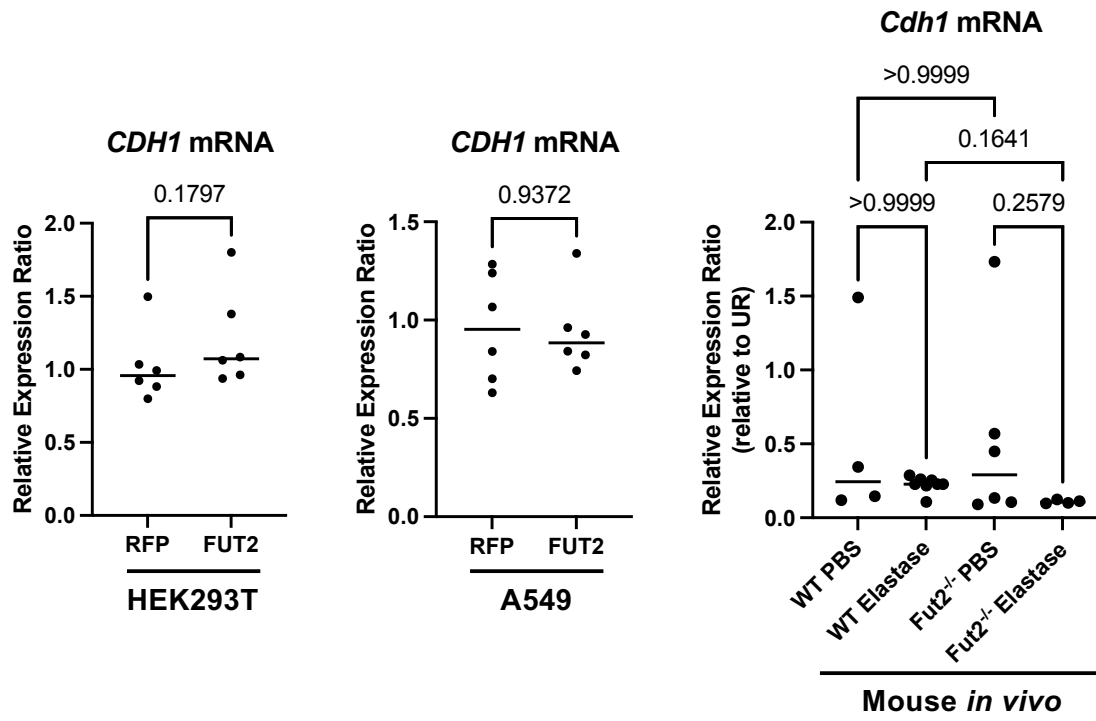 CDH1 mRNA
0.1797
Relative Expression Ratio
2.0
1.5
1.0
0.5
0.0
RFP
FUT2
HEK293T
CDH1 mRNA
0.9372
Relative Expression Ratio
1.5
1.0
0.5
0.0
RFP
FUT2
A549
Cdh1 mRNA
>0.9999
0.1641
>0.9999
0.2579
Relative Expression Ratio
(relative to UR)
2.0
1.5
1.0
0.5
0.0
WT PBS
WT Elastase
Fut2-/- PBS
Fut2-/- Elastase
Mouse in vivo